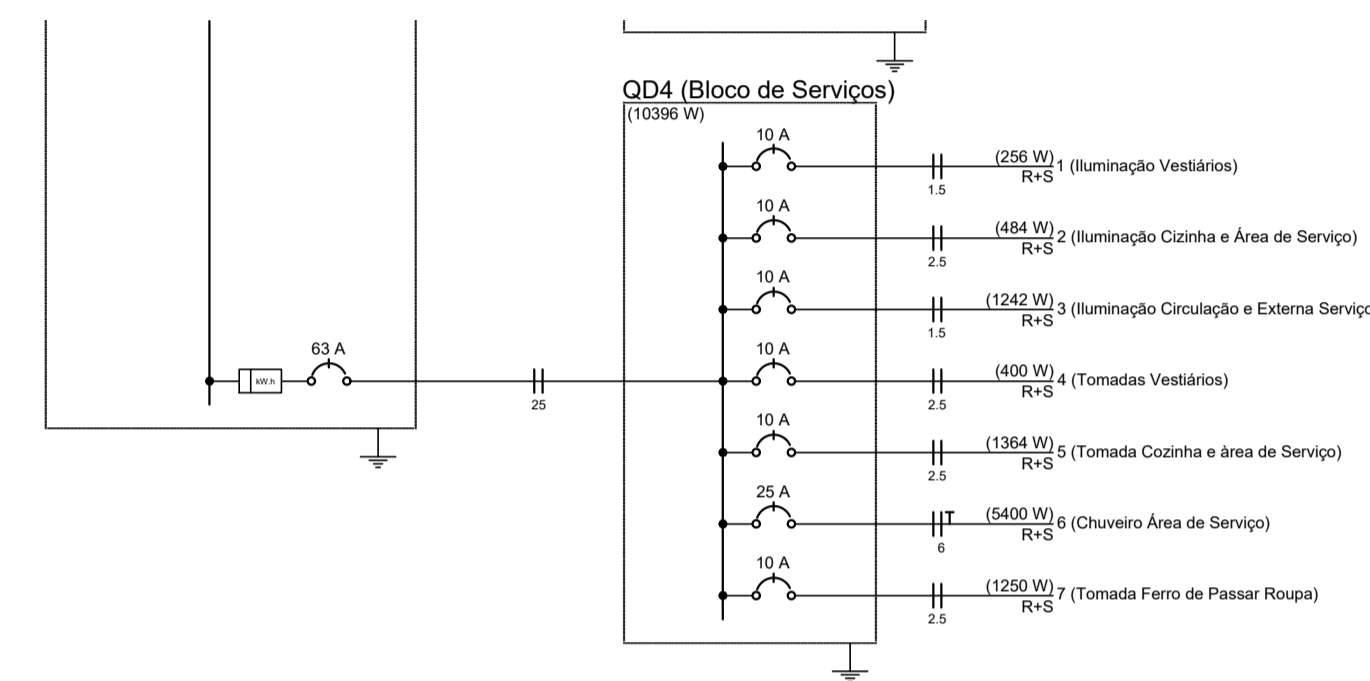 QD4 (Bloco de Serviços)
(10396 W)
10 A
(256 W)
R+S
1 (Iluminação Vestiários)
1.5
10 A
(484 W)
R+S
2 (Iluminação Cizinha e Área de Serviço)
2.5
10 A
(1242 W)
R+S
3 (Iluminação Circulação e Externa Serviço
1.5
63 A
kW.h
25
10 A
(400 W)
R+S
4 (Tomadas Vestiários)
2.5
10 A
(1364 W)
R+S
5 (Tomada Cozinha e àrea de Serviço)
2.5
25 A
T
(5400 W)
R+S
6 (Chuveiro Área de Serviço)
6
10 A
(1250 W)
R+S
7 (Tomada Ferro de Passar Roupa)
2.5